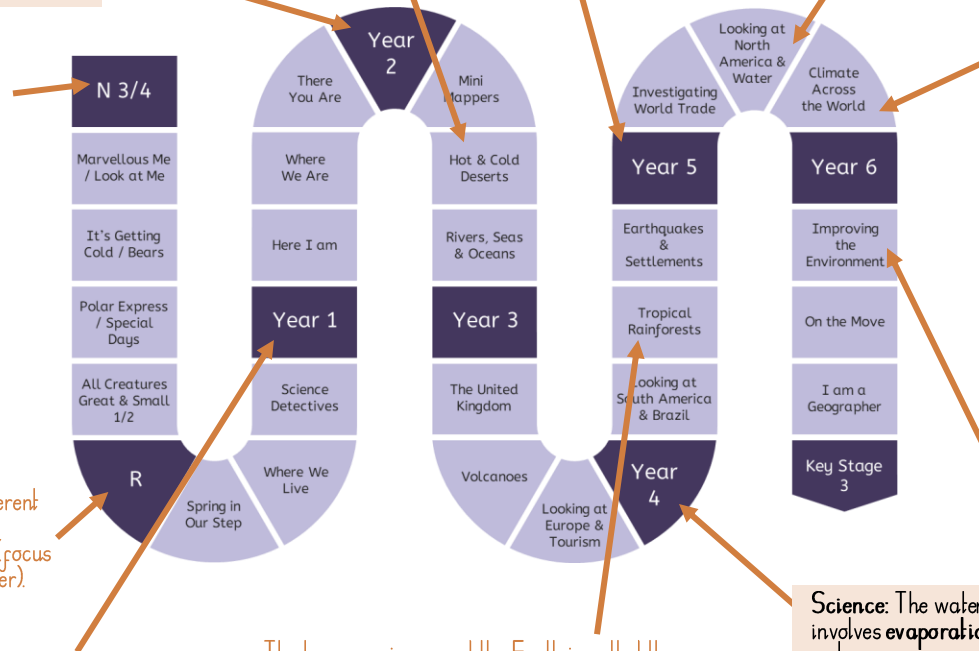 N 3/4
Marvellous Me
/ Look at Me
It's Getting
Cold / Bears
Polar Express
/ Special
Days
All Creatures
Great & Small
1/2
R
Spring in
Our Step
Where We
Live
Science
Detectives
Year 1
Here I am
Where
We Are
There
You Are
Year
2
Mini
Mappers
Hot & Cold
Deserts
Rivers, Seas
& Oceans
Year 3
The United
Kingdom
Volcanoes
Looking at
Europe &
Tourism
Year
4
Looking at
South America
& Brazil
Tropical
Rainforests
Earthquakes
&
Settlements
Year 5
Investigating
World Trade
Looking at
North
America &
Water
Climate
Across
the World
Year 6
Improving
the
Environment
On the Move
I am a
Geographer
Key Stage
3
erent
focus
er).
Science: The water
involves evaporatio